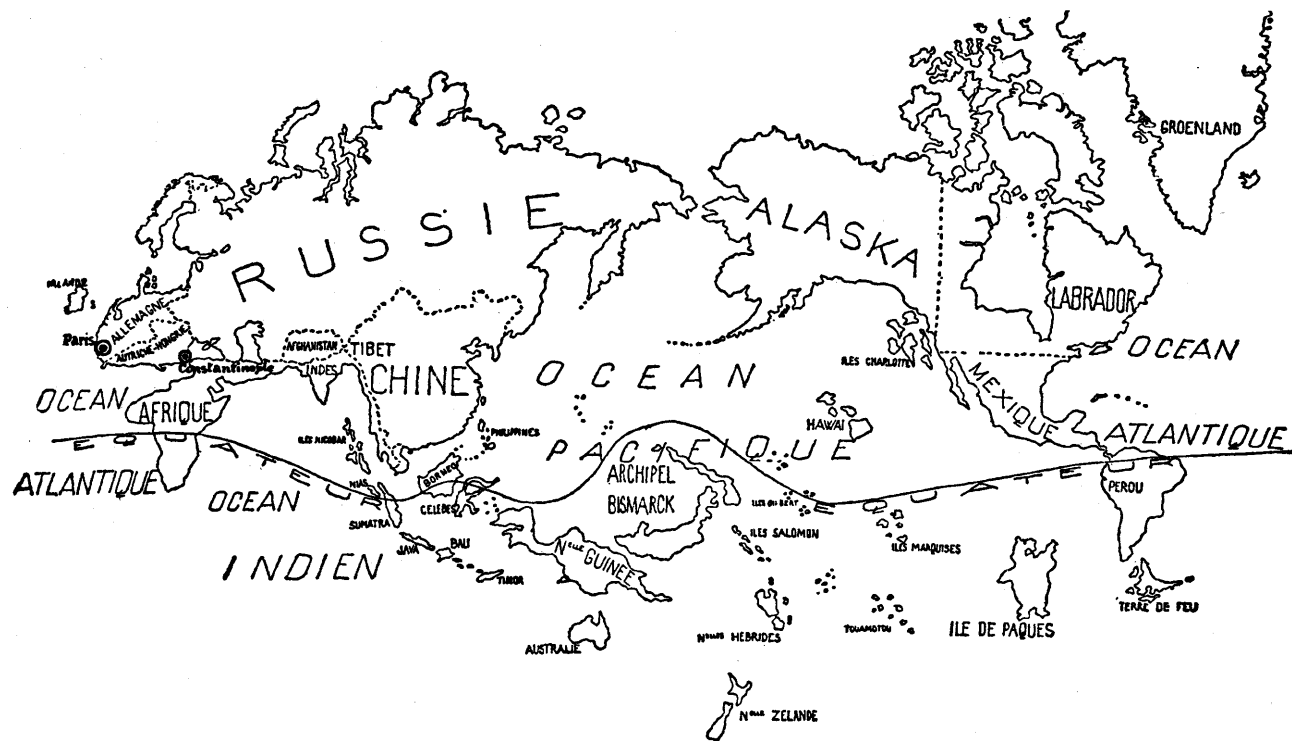 GROENLAND
RUSSIE
ALASKA
IRLANDE
LABRADOR
Paris
ALLEMAGNE
AUTRICHE-HONGRIE
Constantinople
AFGHANISTAN
TIBET
INDES
CHINE
ILES CHARLOTTE
OCEAN
ATLANTIQUE
OCEAN
PACIFIQUE
OCEAN
ATLANTIQUE
MEXIQUE
HAWAI
AFRIQUE
ILES NICOBAR
PHILIPPINES
EQUATEUR
EQUATEUR
NIAS
BORNEO
ARCHIPEL
BISMARCK
PEROU
OCEAN
INDIEN
SUMATRA
CELEBES
ILES GILBERT
ILES SALOMON
ILES MARQUISES
JAVA
BALI
TIMOR
Nelle GUINEE
TERRE DE FEU
AUSTRALIE
Nelles HEBRIDES
TOUAMOTOU
ILE DE PAQUES
Nelle ZELANDE